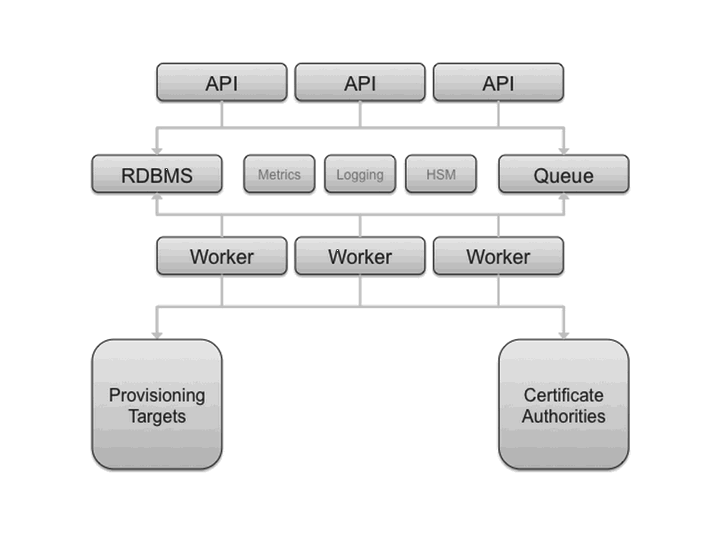 API
API
API
RDBMS
Metrics
Logging
HSM
Queue
Worker
Worker
Worker
Provisioning
Targets
Certificate
Authorities